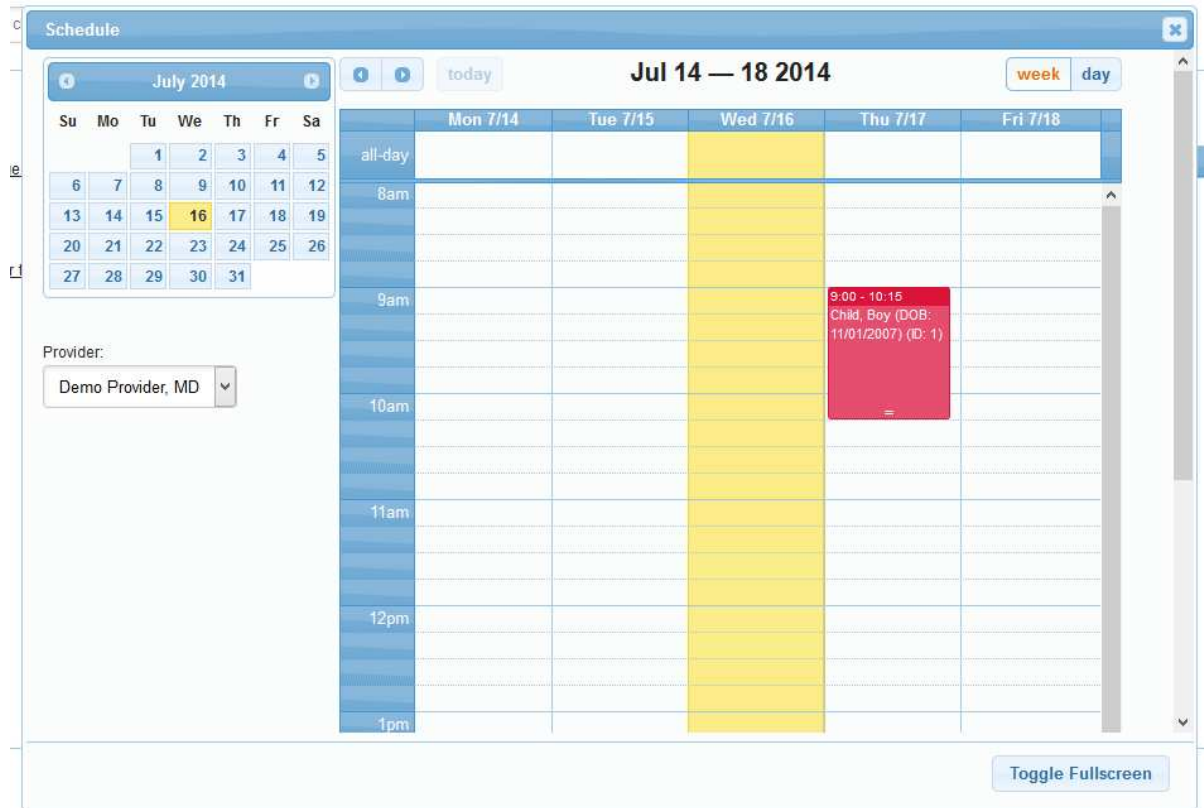 Schedule
July 2014
Su Mo Tu We Th Fr Sa
1 2 3 4 5
6 7 8 9 10 11 12
13 14 15 16 17 18 19
20 21 22 23 24 25 26
27 28 29 30 31
Provider:
Demo Provider, MD
today
Jul 14 — 18 2014
week day
Mon 7/14 Tue 7/15 Wed 7/16 Thu 7/17 Fri 7/18
all-day
8am
9am
9:00 - 10:15
Child, Boy (DOB:
11/01/2007) (ID: 1)
10am
11am
12pm
1pm
Toggle Fullscreen